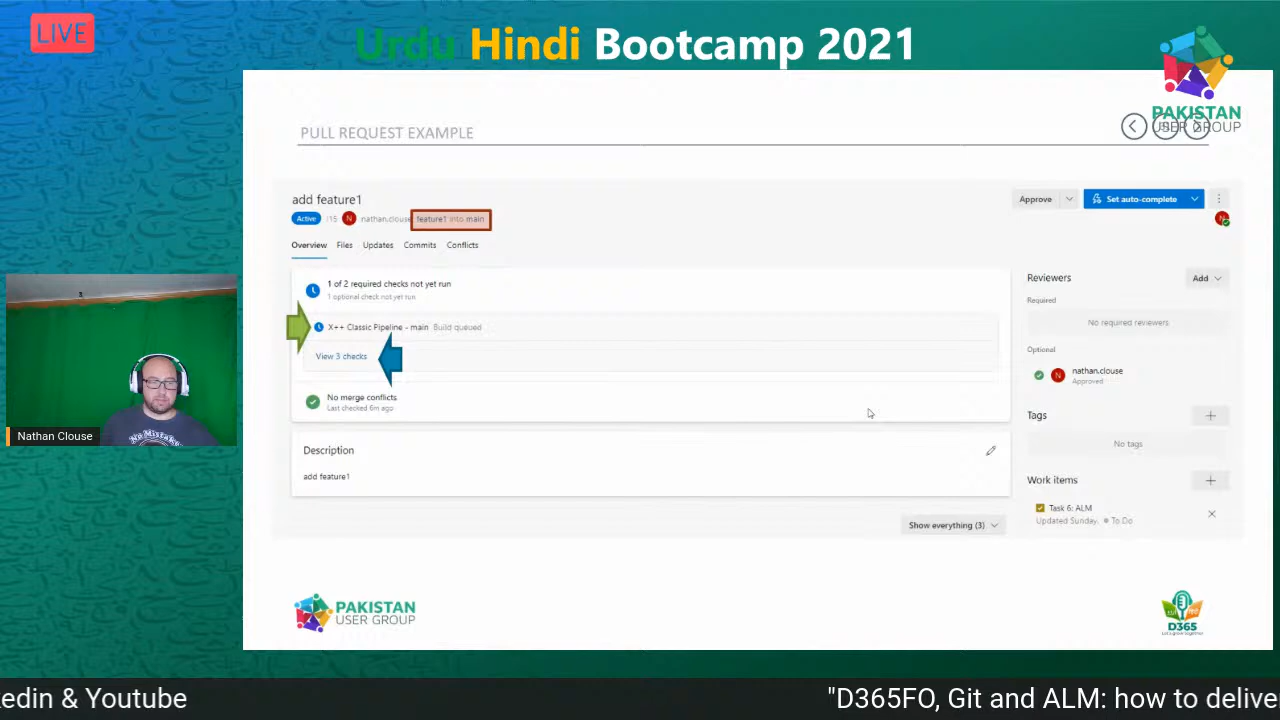 LIVE
Urdu Hindi Bootcamp 2021
PAKISTAN
USER GROUP
PULL REQUEST EXAMPLE
add feature1
Approve
Set auto-complete
Active !15 N nathan.clouse feature1 into main
Overview Files Updates Commits Conflicts
1 of 2 required checks not yet run
1 optional check not yet run
X++ Classic Pipeline - main Build queued
View 3 checks
No merge conflicts
Last checked 6m ago
Description
add feature1
Show everything (3)
Reviewers
Add
Required
No required reviewers
Optional
N nathan.clouse
Approved
Tags
No tags
Work items
Task 6: ALM
Updated Sunday, To Do
Nathan Clouse
PAKISTAN
USER GROUP
D365
kedin & Youtube
"D365FO, Git and ALM: how to delive